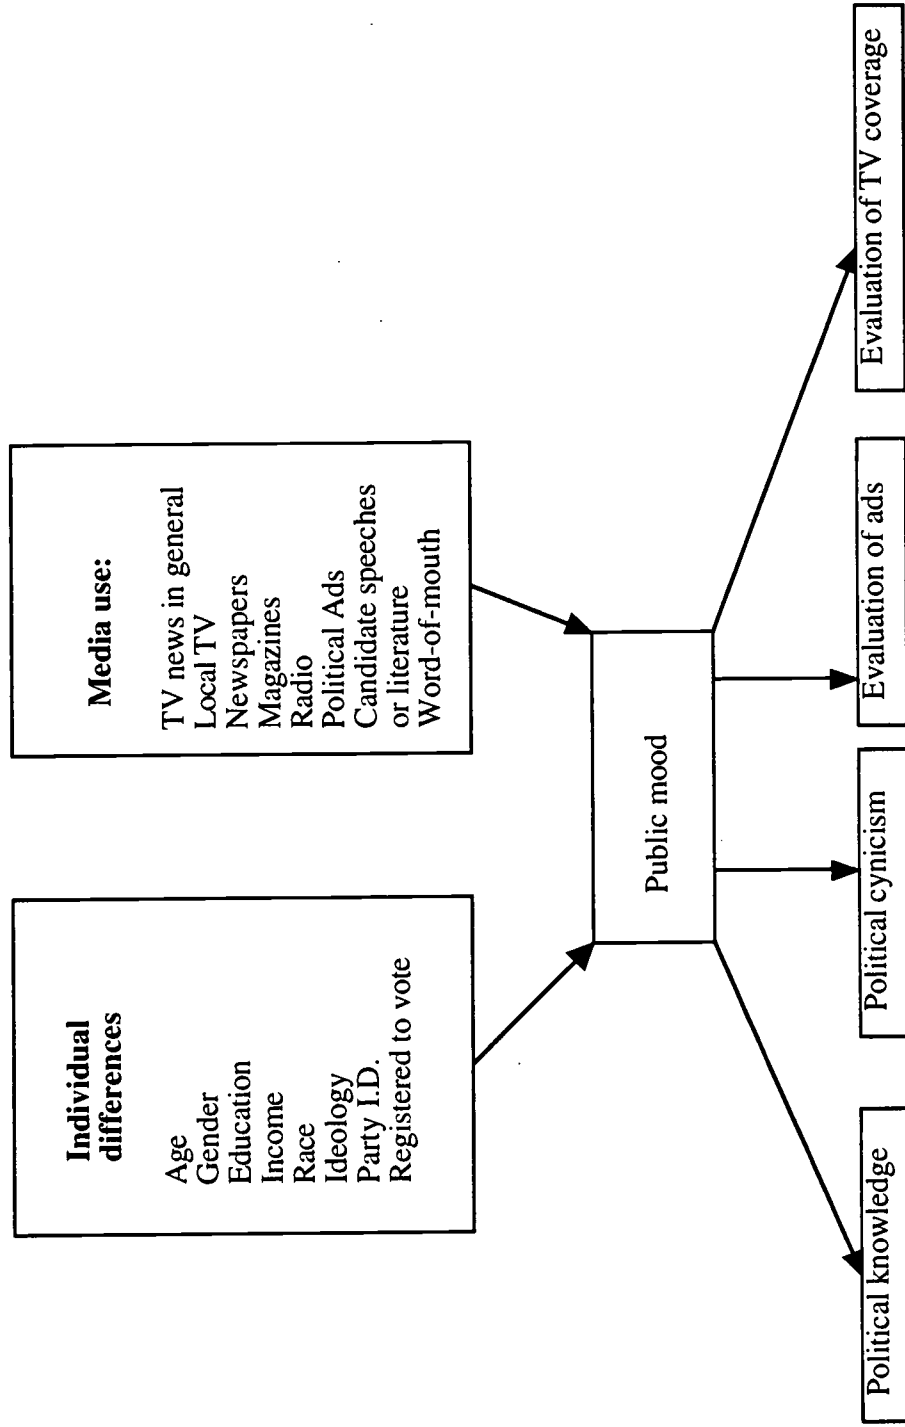 Individual
differences
Age
Gender
Education
Income
Race
Ideology
Party I.D.
Registered to vote
Media use:
TV news in general
Local TV
Newspapers
Magazines
Radio
Political Ads
Candidate speeches
or literature
Word-of-mouth
Public mood
Political knowledge
Political cynicism
Evaluation of ads
Evaluation of TV coverage